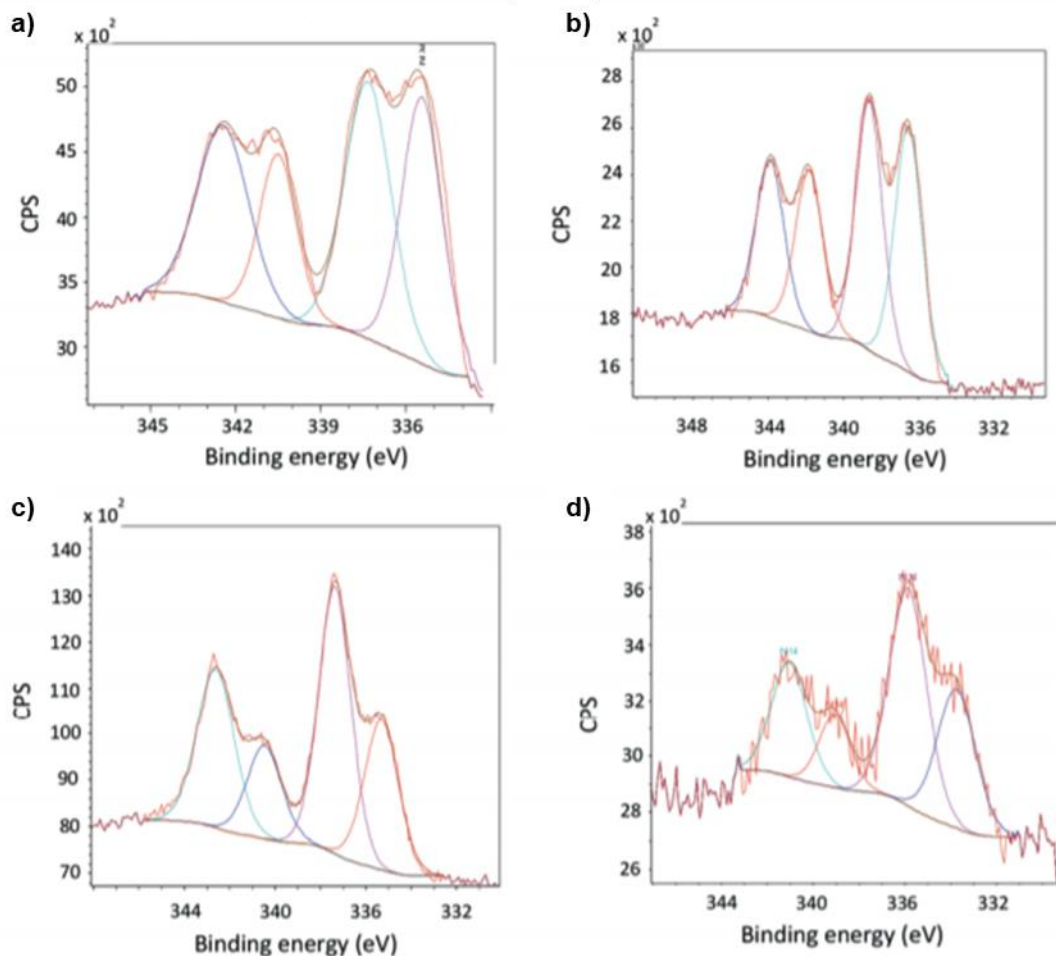 a)
x 10²
CPS
50
45
40
35
30
345 342 339 336
Binding energy (eV)
b)
x 10²
CPS
28
26
24
22
20
18
16
348 344 340 336 332
Binding energy (eV)
c)
x 10²
CPS
140
130
120
110
100
90
80
70
344 340 336 332
Binding energy (eV)
d)
x 10²
CPS
38
36
34
32
30
28
26
344 340 336 332
Binding energy (eV)